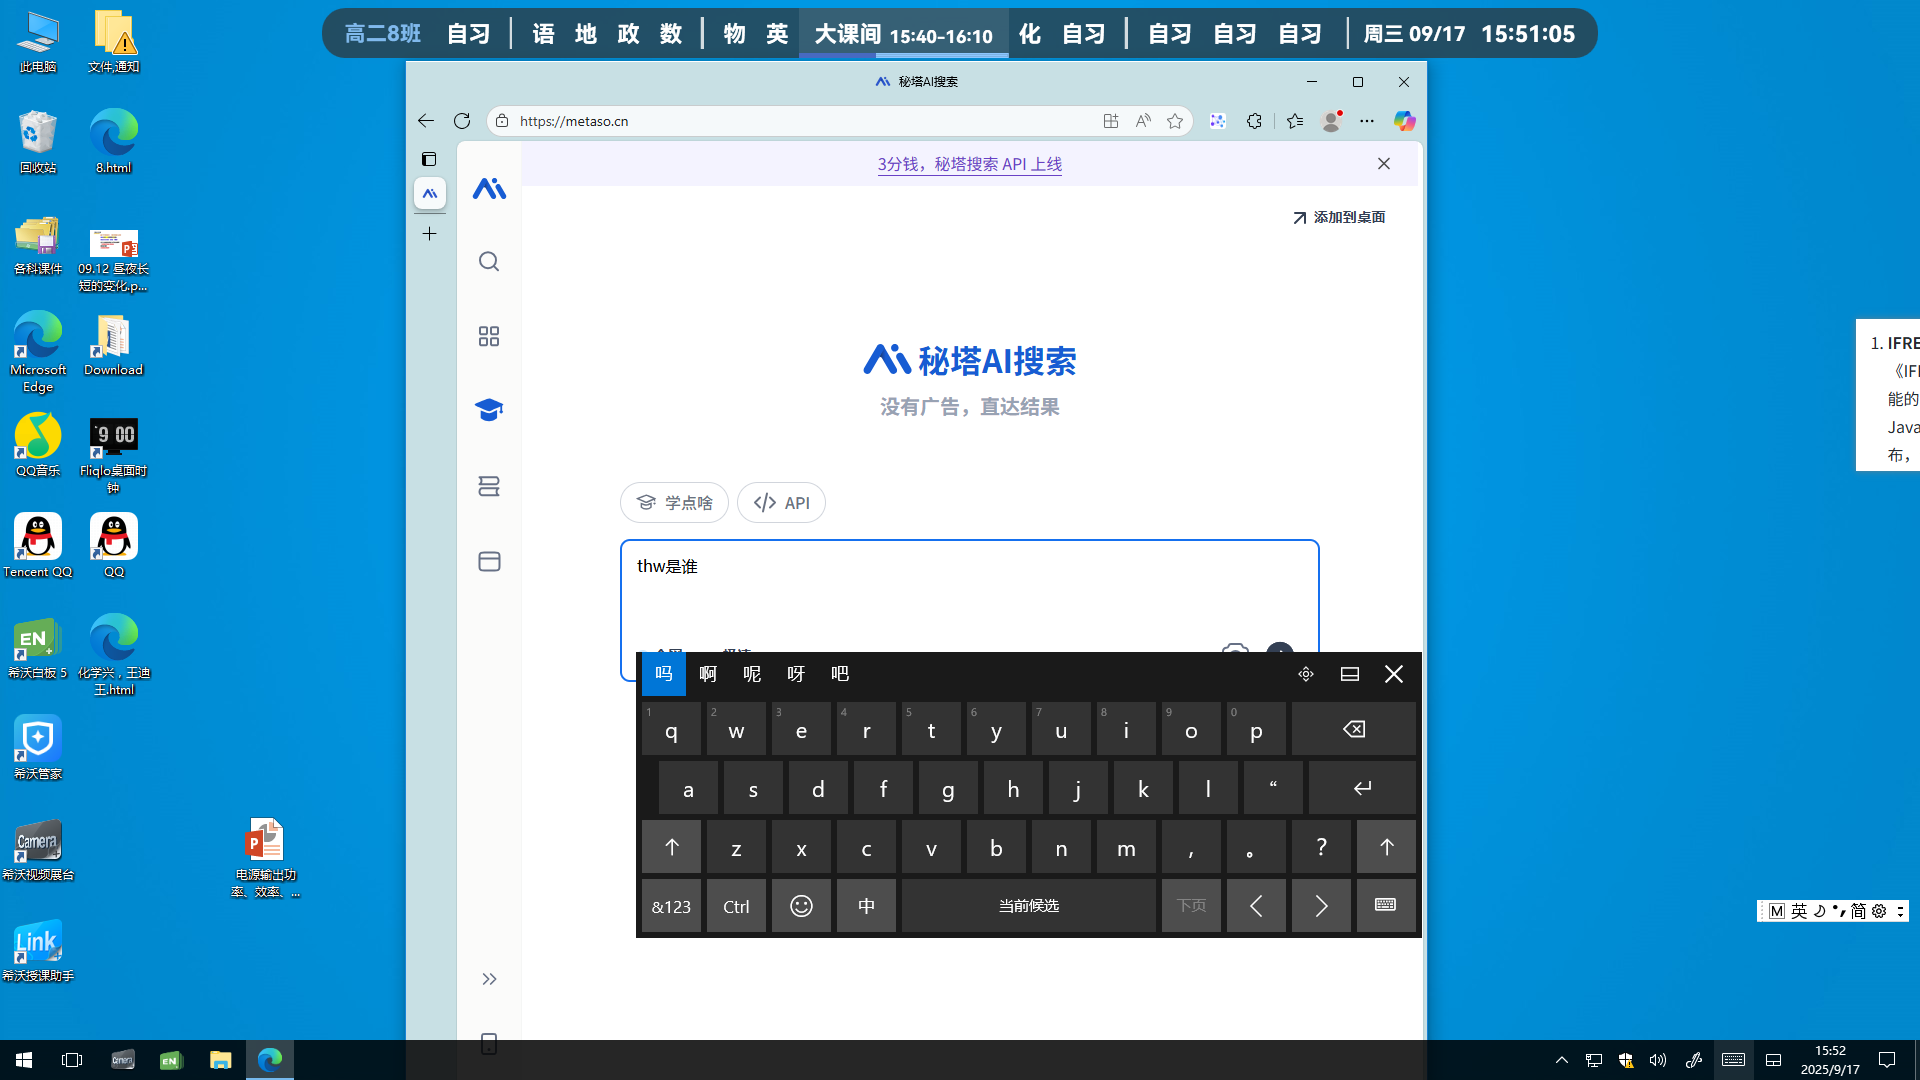 高二8班 自习 语 地 政 数 物 英 大课间 15:40-16:10 化 自习 自习 自习 自习 周三 09/17 15:51:05
此电脑
文件,通知
回收站
8.html
各科课件
09.12 昼夜长
短的变化.p...
Microsoft
Edge
Download
QQ音乐
Fliqlo桌面时
钟
Tencent QQ
QQ
希沃白板 5
化学兴，王迪
王.html
希沃管家
Camera
希沃视频展台
电源输出功
率、效率、...
Link
希沃授课助手
秘塔AI搜索
https://metaso.cn
3分钱，秘塔搜索 API 上线
添加到桌面
秘塔AI搜索
没有广告，直达结果
学点啥
API
thw是谁
吗 啊 呢 呀 吧
1 2 3 4 5 6 7 8 9 0
q w e r t y u i o p
a s d f g h j k l “
z x c v b n m , 。 ?
&123 Ctrl 中 当前候选 下页
1. IFRE
《IFI
能的
Java
布，
M 英 简
15:52
2025/9/17